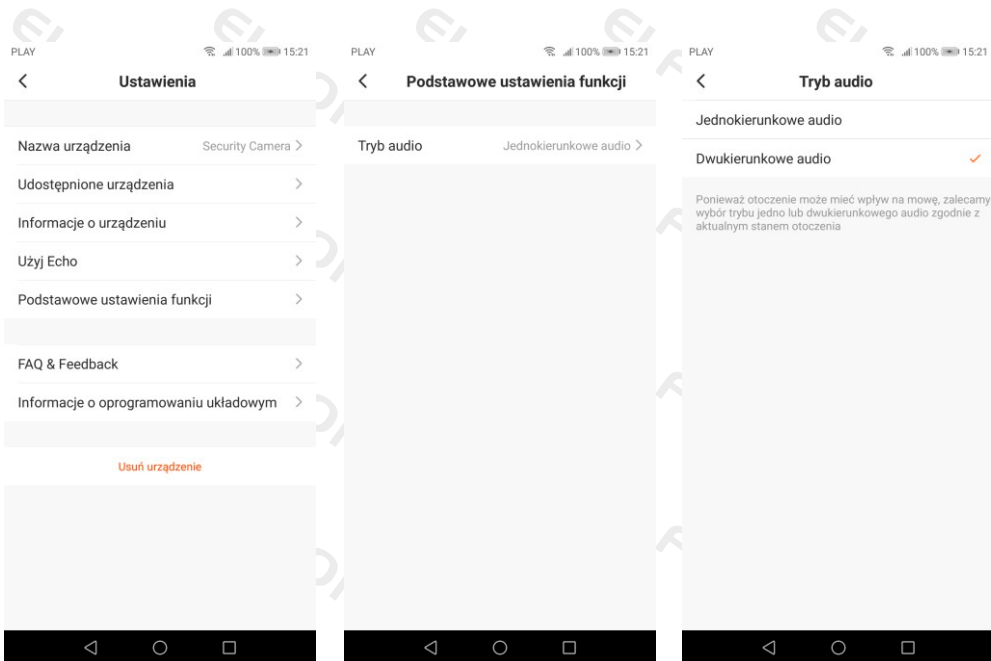 PLAY 100% 15:21
Ustawienia
Nazwa urządzenia Security Camera
Udostępnione urządzenia
Informacje o urządzeniu
Użyj Echo
Podstawowe ustawienia funkcji
FAQ & Feedback
Informacje o oprogramowaniu układowym
Usuń urządzenie
PLAY 100% 15:21
Podstawowe ustawienia funkcji
Tryb audio Jednokierunkowe audio
PLAY 100% 15:21
Tryb audio
Jednokierunkowe audio
Dwukierunkowe audio
Ponieważ otoczenie może mieć wpływ na mowę, zalecamy
wybór trybu jedno lub dwukierunkowego audio zgodnie z
aktualnym stanem otoczenia